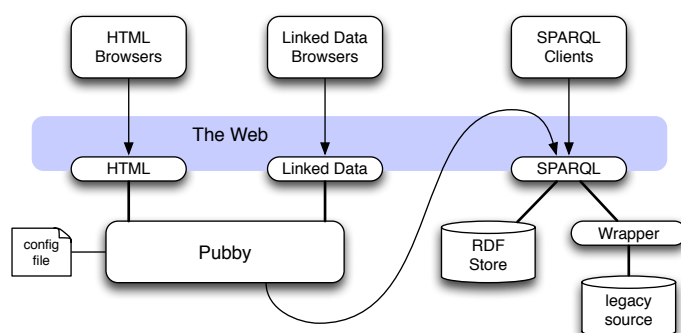 HTML
Browsers
Linked Data
Browsers
SPARQL
Clients
The Web
HTML
Linked Data
SPARQL
config
file
Pubby
RDF
Store
Wrapper
legacy
source